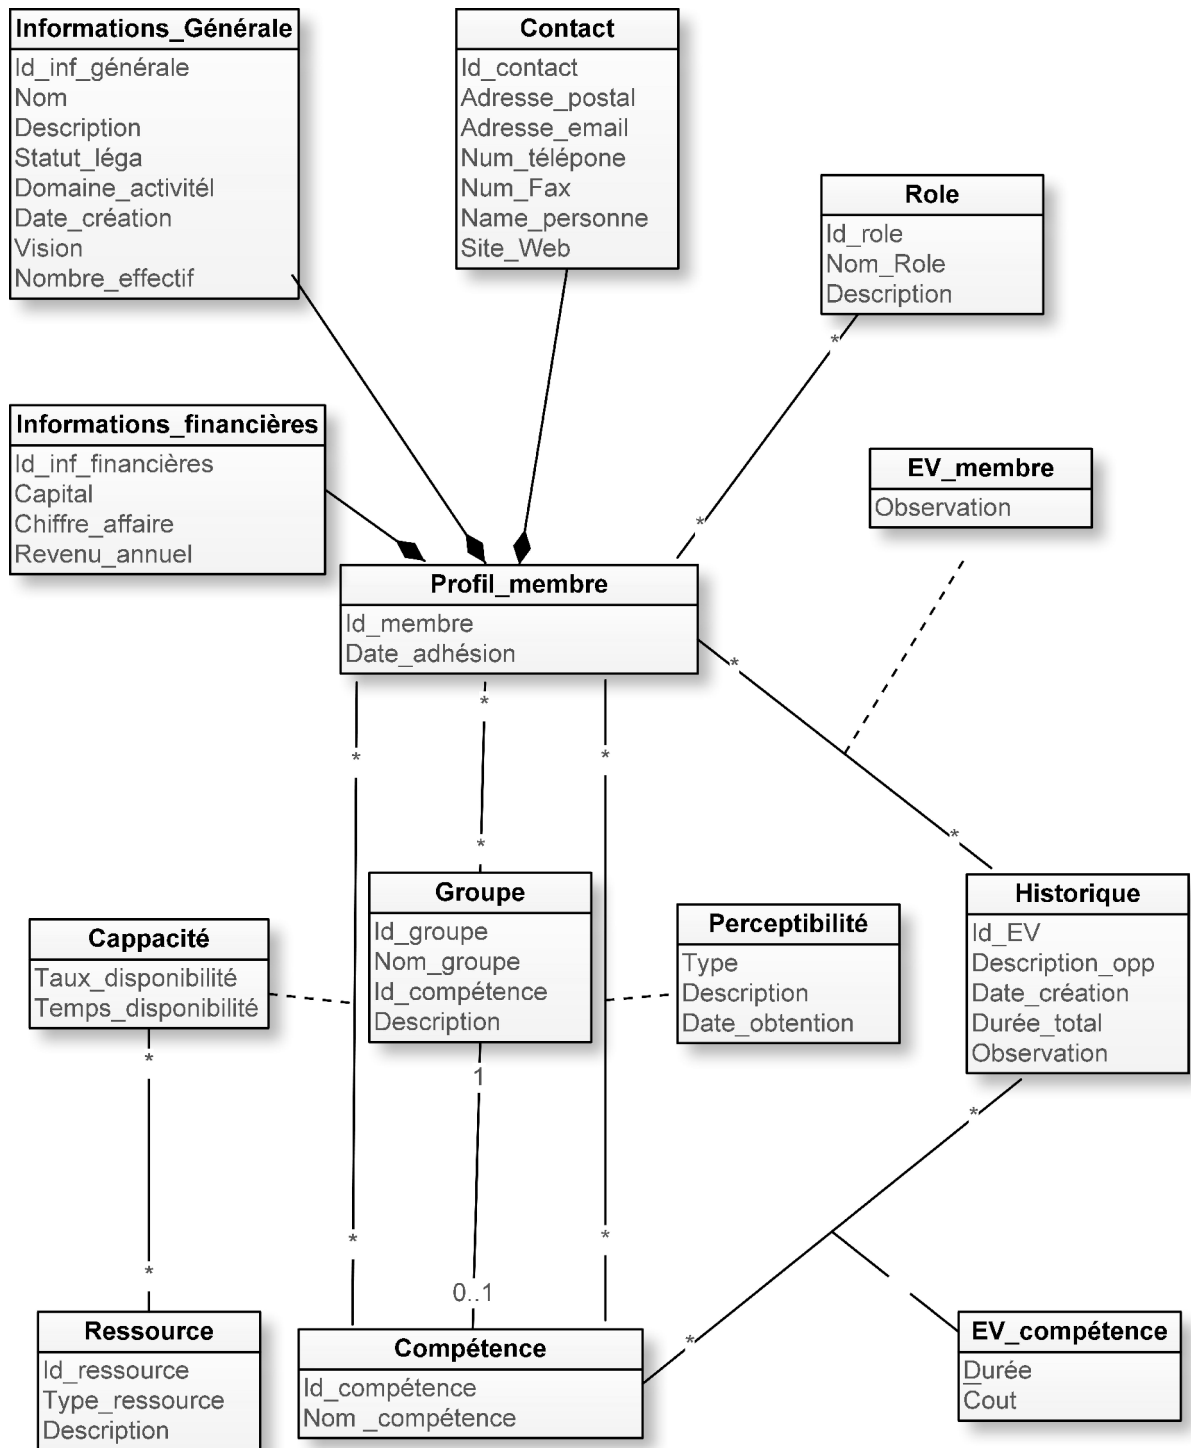 Informations_Générale
Id_inf_générale
Nom
Description
Statut_léga
Domaine_activitél
Date_création
Vision
Nombre_effectif
Contact
Id_contact
Adresse_postal
Adresse_email
Num_télépone
Num_Fax
Name_personne
Site_Web
Role
Id_role
Nom_Role
Description
*
Informations_financières
Id_inf_financières
Capital
Chiffre_affaire
Revenu_annuel
EV_membre
Observation
*
Profil_membre
Id_membre
Date_adhésion
*
*
*
*
*
*
Groupe
Id_groupe
Nom_groupe
Id_compétence
Description
Cappacité
Taux_disponibilité
Temps_disponibilité
Perceptibilité
Type
Description
Date_obtention
Historique
Id_EV
Description_opp
Date_création
Durée_total
Observation
*
1
*
*
*
*
0..1
*
Ressource
Id_ressource
Type_ressource
Description
Compétence
Id_compétence
Nom _compétence
EV_compétence
Durée
Cout